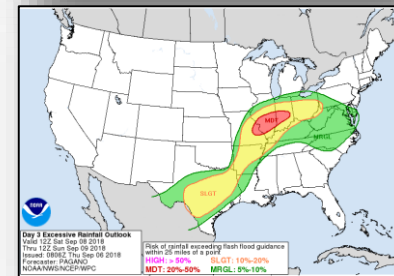 MDT
MRGL
SLGT
NOAA
Day 3 Excessive Rainfall Outlook
Valid 12Z Sat Sep 08 2018
Thru 12Z Sun Sep 09 2018
Issued: 0806Z Thu Sep 06 2018
Forecaster: PAGANO
NOAA/NWS/NCEP/WPC
Risk of rainfall exceeding flash flood guidance
within 25 miles of a point
HIGH: > 50% SLGT: 10%-20%
MDT: 20%-50% MRGL: 5%-10%